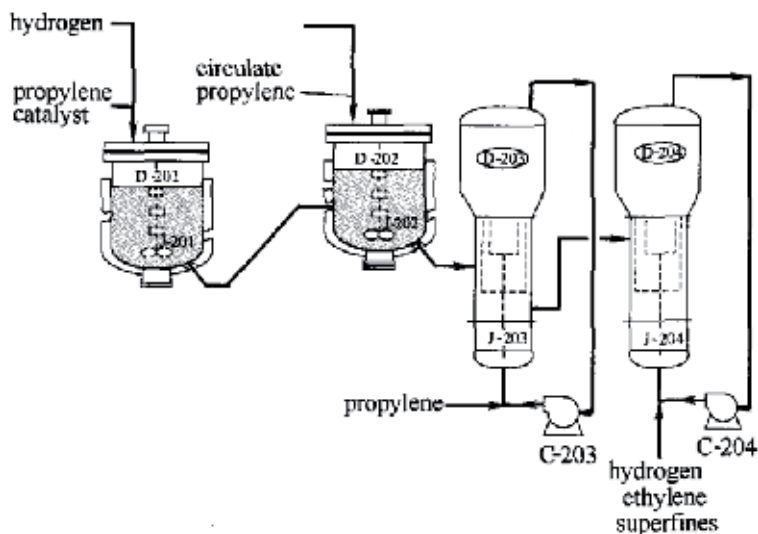 hydrogen
propylene
catalyst
circulate
propylene
D-201
J-201
D-202
J-202
D-203
J-203
D-204
J-204
propylene
C-203
C-204
hydrogen
ethylene
superfines